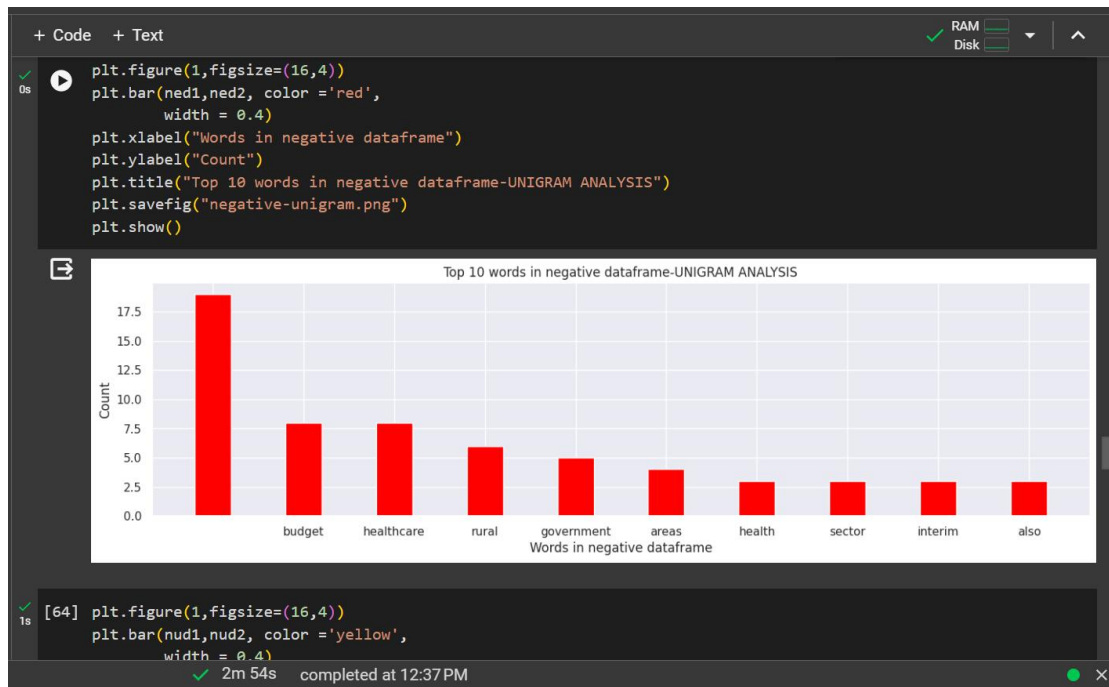 + Code + Text
RAM
Disk
0s
plt.figure(1,figsize=(16,4))
plt.bar(ned1,ned2, color ='red',
width = 0.4)
plt.xlabel("Words in negative dataframe")
plt.ylabel("Count")
plt.title("Top 10 words in negative dataframe-UNIGRAM ANALYSIS")
plt.savefig("negative-unigram.png")
plt.show()
Top 10 words in negative dataframe-UNIGRAM ANALYSIS
17.5
15.0
12.5
10.0
7.5
5.0
2.5
0.0
Count
budget healthcare rural government areas health sector interim also
Words in negative dataframe
1s
[64] plt.figure(1,figsize=(16,4))
plt.bar(nud1,nud2, color ='yellow',
width = 0.4)
2m 54s completed at 12:37 PM